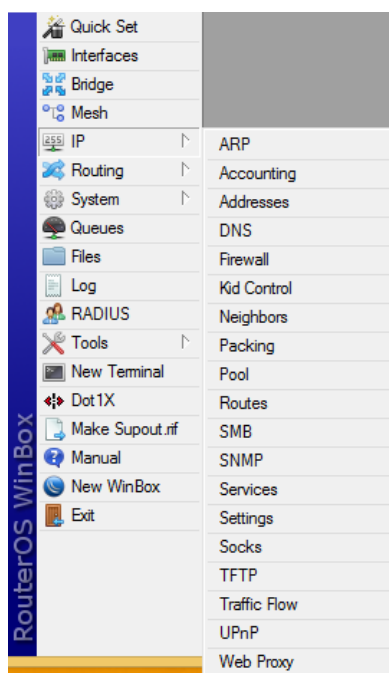 Quick Set
Interfaces
Bridge
Mesh
255 IP
Routing
System
Queues
Files
Log
RADIUS
Tools
New Terminal
Dot1X
Make Supout.rif
Manual
New WinBox
Exit
ARP
Accounting
Addresses
DNS
Firewall
Kid Control
Neighbors
Packing
Pool
Routes
SMB
SNMP
Services
Settings
Socks
TFTP
Traffic Flow
UPnP
Web Proxy
RouterOS WinBox